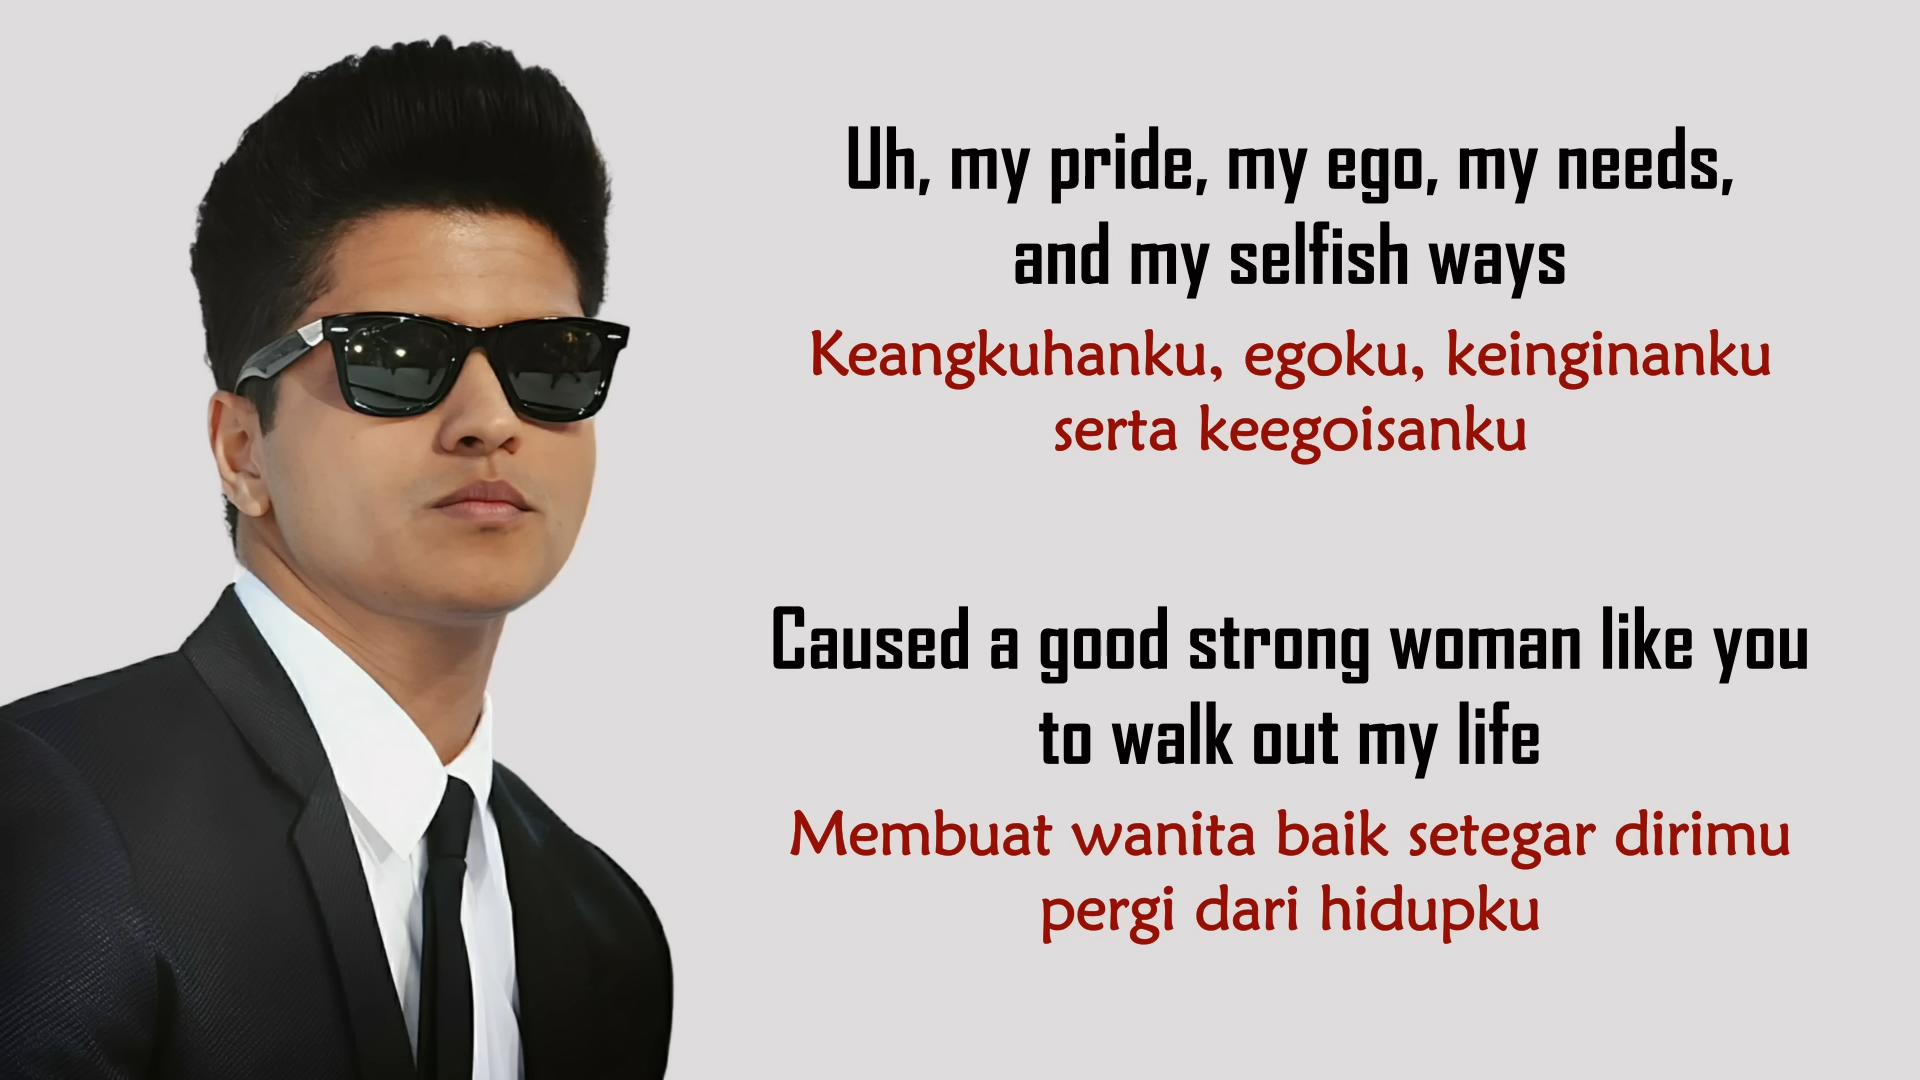 Uh, my pride, my ego, my needs,
and my selfish ways
Keangkuhanku, egoku, keinginanku
serta keegoisanku
Caused a good strong woman like you
to walk out my life
Membuat wanita baik setegar dirimu
pergi dari hidupku